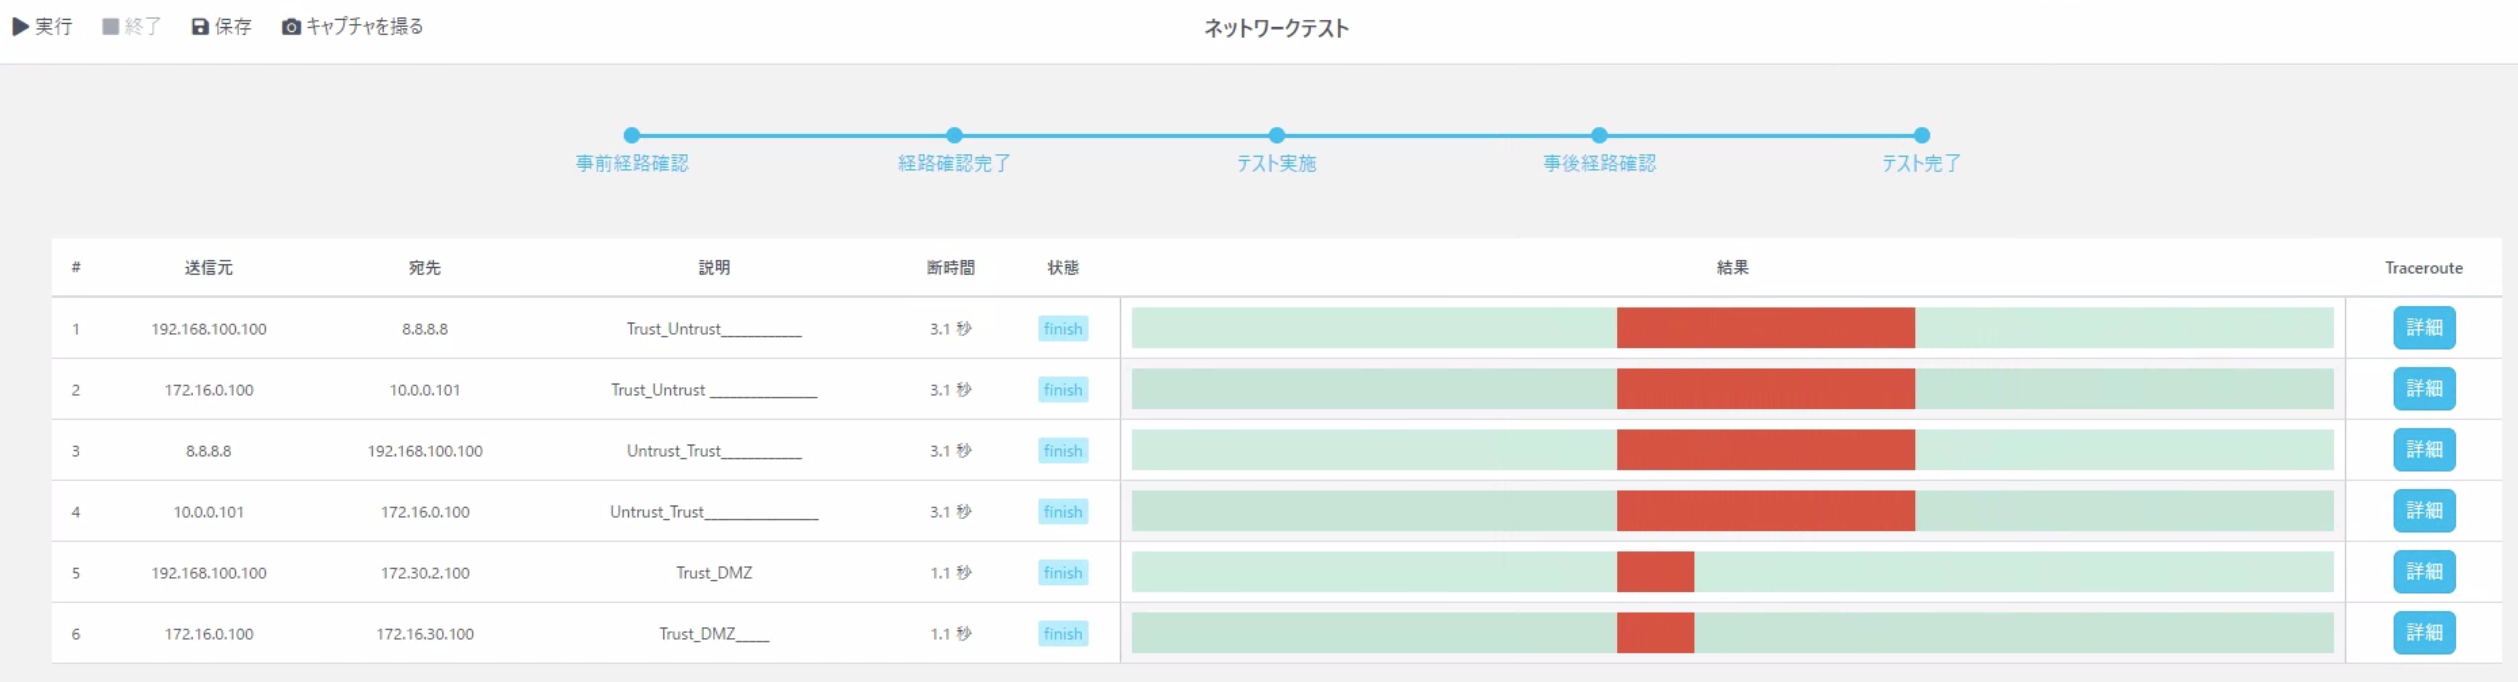 実行 終了 保存 キャプチャを撮る ネットワークテスト
事前経路確認 経路確認完了 テスト実施 事後経路確認 テスト完了
# 送信元 宛先 説明 断時間 状態 結果 Traceroute
1 192.168.100.100 8.8.8.8 Trust_Untrust___________ 3.1 秒 finish 詳細
2 172.16.0.100 10.0.0.101 Trust_Untrust _______________ 3.1 秒 finish 詳細
3 8.8.8.8 192.168.100.100 Untrust_Trust___________ 3.1 秒 finish 詳細
4 10.0.0.101 172.16.0.100 Untrust_Trust________________ 3.1 秒 finish 詳細
5 192.168.100.100 172.30.2.100 Trust_DMZ 1.1 秒 finish 詳細
6 172.16.0.100 172.16.30.100 Trust_DMZ_____ 1.1 秒 finish 詳細